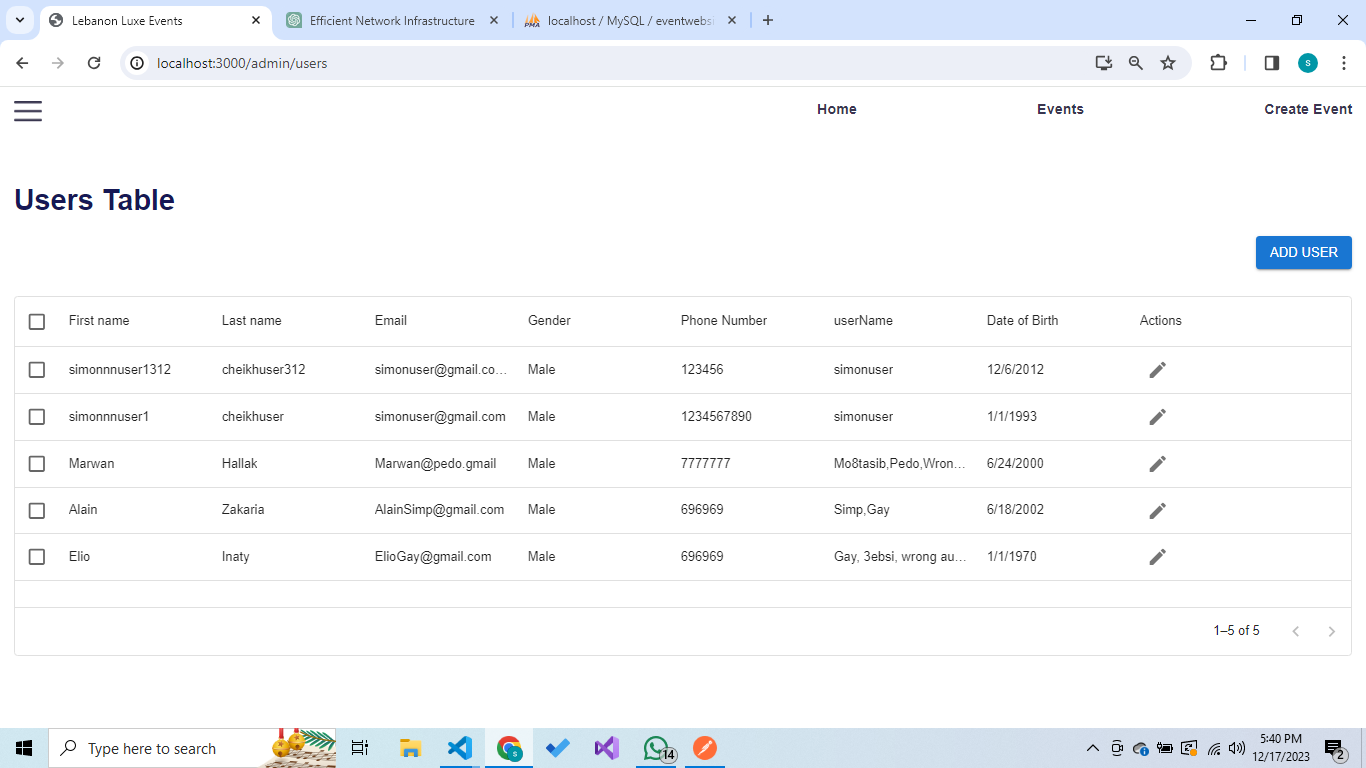 Lebanon Luxe Events
Efficient Network Infrastructure
localhost / MySQL / eventwebsi
localhost:3000/admin/users
s
Home Events Create Event
Users Table
ADD USER
First name Last name Email Gender Phone Number userName Date of Birth Actions
simonnnuser1312 cheikhuser312 simonuser@gmail.co... Male 123456 simonuser 12/6/2012
simonnnuser1 cheikhuser simonuser@gmail.com Male 1234567890 simonuser 1/1/1993
Marwan Hallak Marwan@pedo.gmail Male 7777777 Mo8tasib,Pedo,Wron... 6/24/2000
Alain Zakaria AlainSimp@gmail.com Male 696969 Simp,Gay 6/18/2002
Elio Inaty ElioGay@gmail.com Male 696969 Gay, 3ebsi, wrong au... 1/1/1970
1–5 of 5
Type here to search
14
5:40 PM
12/17/2023
2